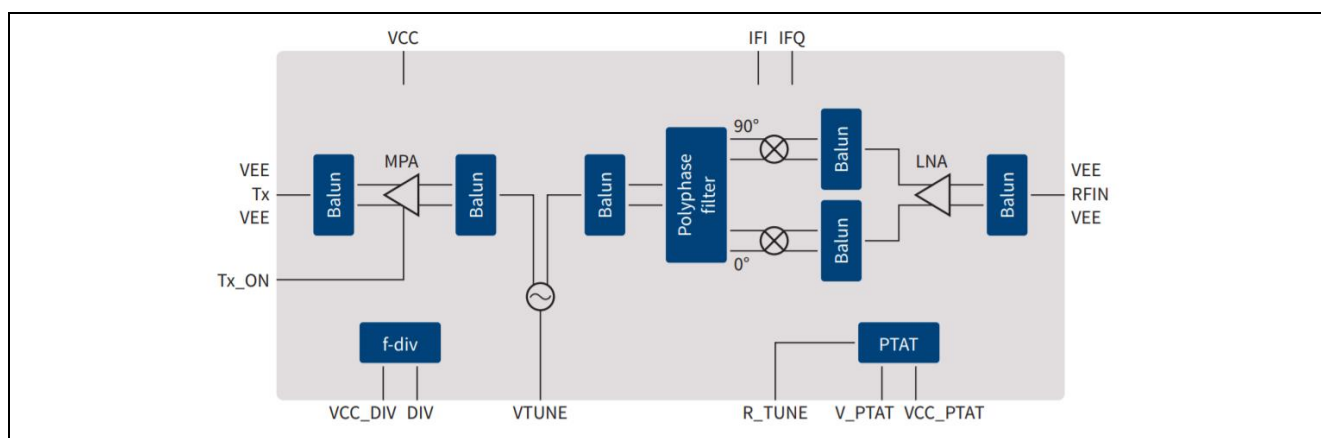 VCC
IFI IFQ
90°
Balun
VEE
MPA
LNA
VEE
Tx
Balun
Balun
Balun
Polyphase
filter
Balun
RFIN
VEE
VEE
Balun
0°
Tx_ON
f-div
PTAT
VCC_DIV DIV
VTUNE
R_TUNE
V_PTAT VCC_PTAT